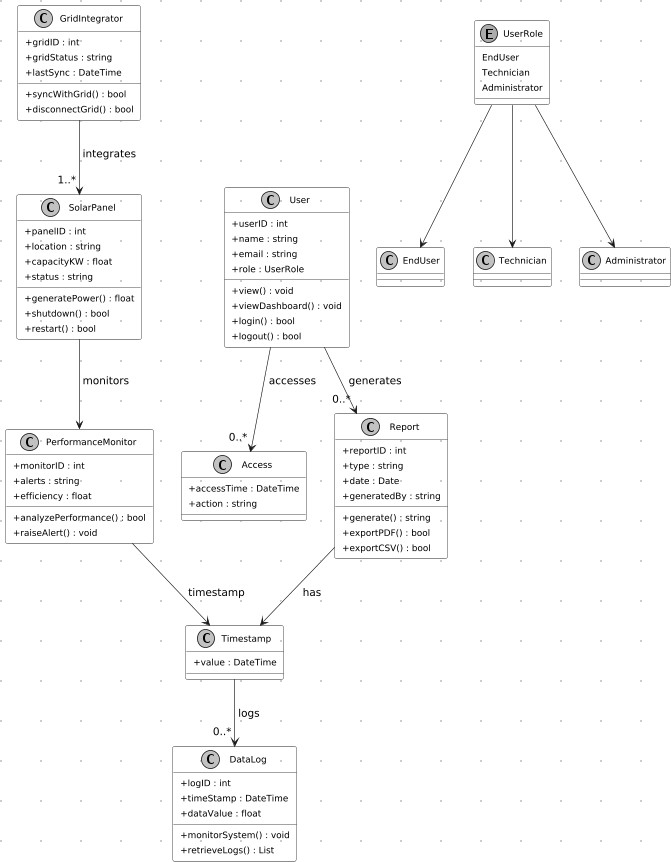 C GridIntegrator
+gridID : int
+gridStatus : string
+lastSync : DateTime
+syncWithGrid() : bool
+disconnectGrid() : bool
integrates
1..*
C SolarPanel
+panelID : int
+location : string
+capacityKW : float
+status : string
+generatePower() : float
+shutdown() : bool
+restart() : bool
monitors
C PerformanceMonitor
+monitorID : int
+alerts : string
+efficiency : float
+analyzePerformance() : bool
+raiseAlert() : void
timestamp
E UserRole
EndUser
Technician
Administrator
C EndUser
C Technician
C Administrator
C User
+userID : int
+name : string
+email : string
+role : UserRole
+view() : void
+viewDashboard() : void
+login() : bool
+logout() : bool
accesses
0..*
generates
0..*
C Access
+accessTime : DateTime
+action : string
C Report
+reportID : int
+type : string
+date : Date
+generatedBy : string
+generate() : string
+exportPDF() : bool
+exportCSV() : bool
has
C Timestamp
+value : DateTime
logs
0..*
C DataLog
+logID : int
+timeStamp : DateTime
+dataValue : float
+monitorSystem() : void
+retrieveLogs() : List